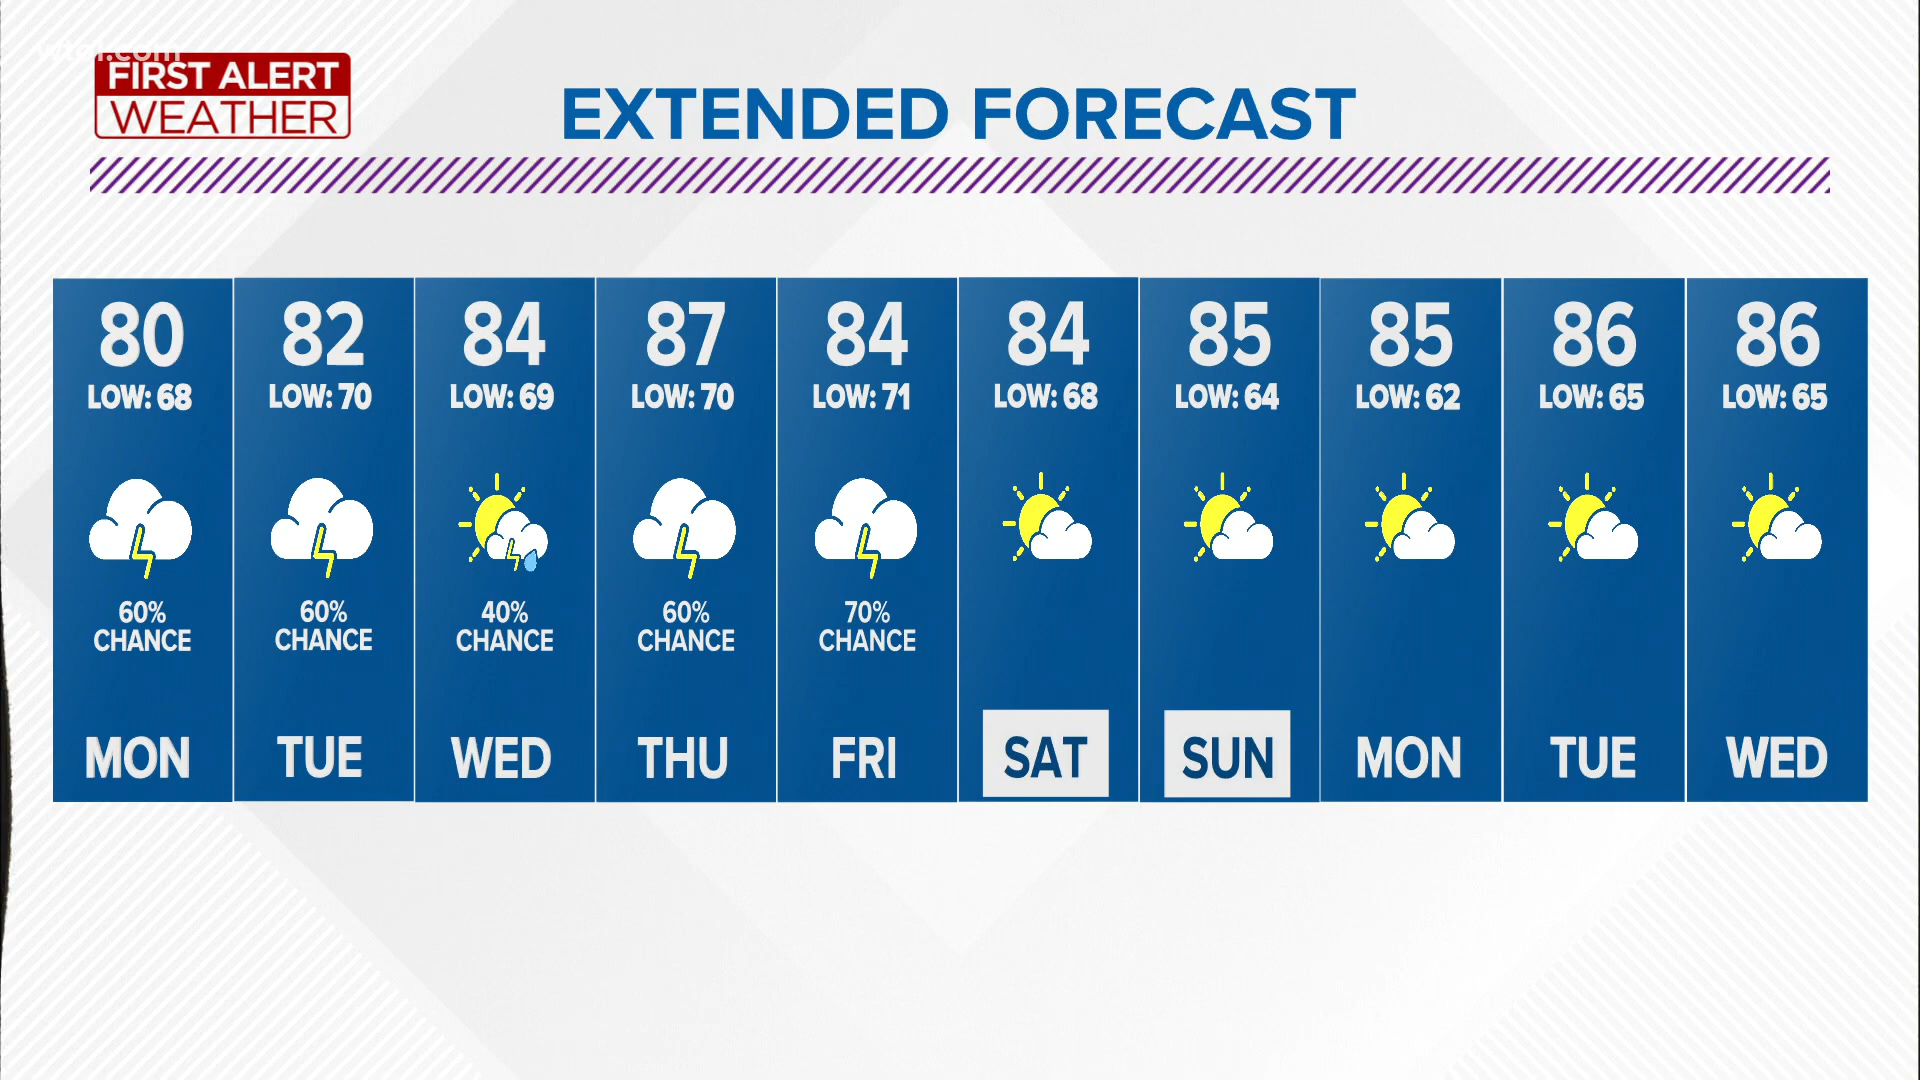 FIRST ALERT
WEATHER
EXTENDED FORECAST
80 82 84 87 84 84 85 85 86 86
LOW: 68 LOW: 70 LOW: 69 LOW: 70 LOW: 71 LOW: 68 LOW: 64 LOW: 62 LOW: 65 LOW: 65
60% 60% 40% 60% 70%
CHANCE CHANCE CHANCE CHANCE CHANCE
MON TUE WED THU FRI SAT SUN MON TUE WED